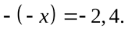 - (- x) = - 2,4.